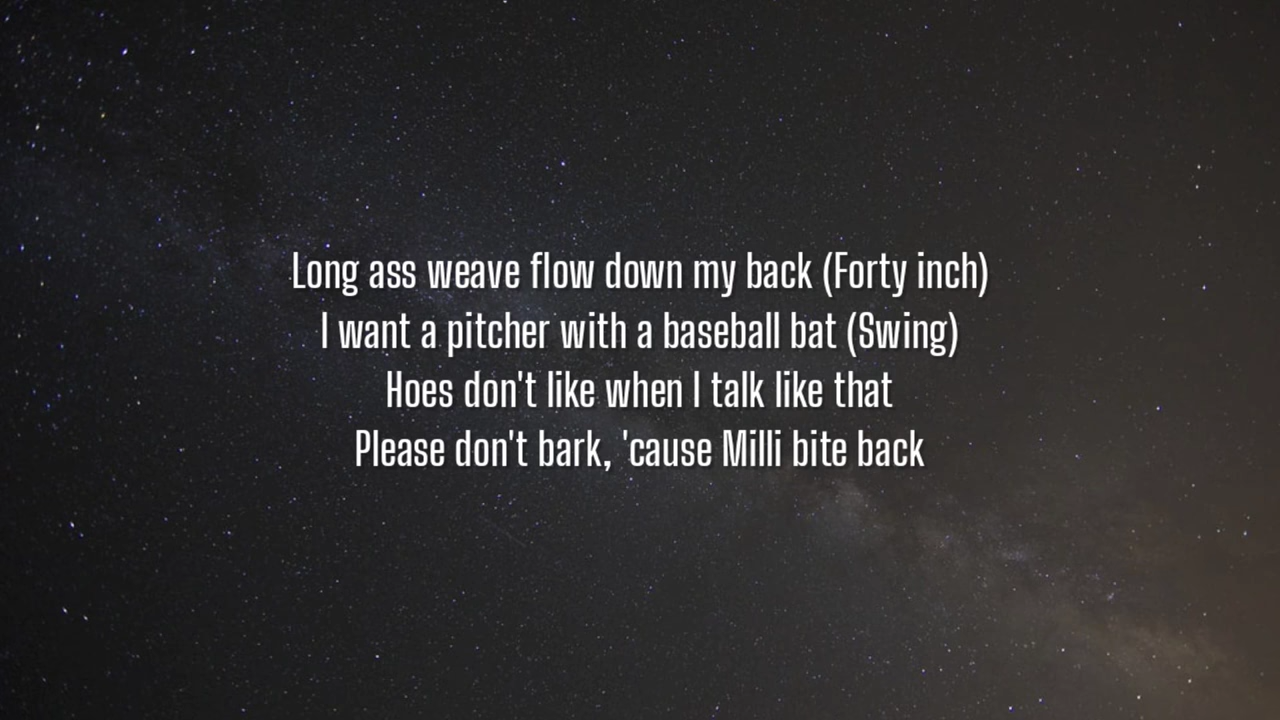 Long ass weave flow down my back (Forty inch)
I want a pitcher with a baseball bat (Swing)
Hoes don't like when I talk like that
Please don't bark, 'cause Milli bite back